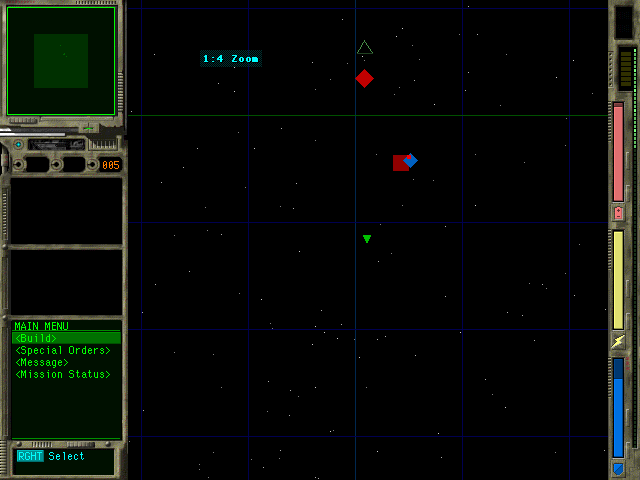 1:4 Zoom
005
MAIN MENU
<Build>
<Special Orders>
<Message>
<Mission Status>
RGHT Select